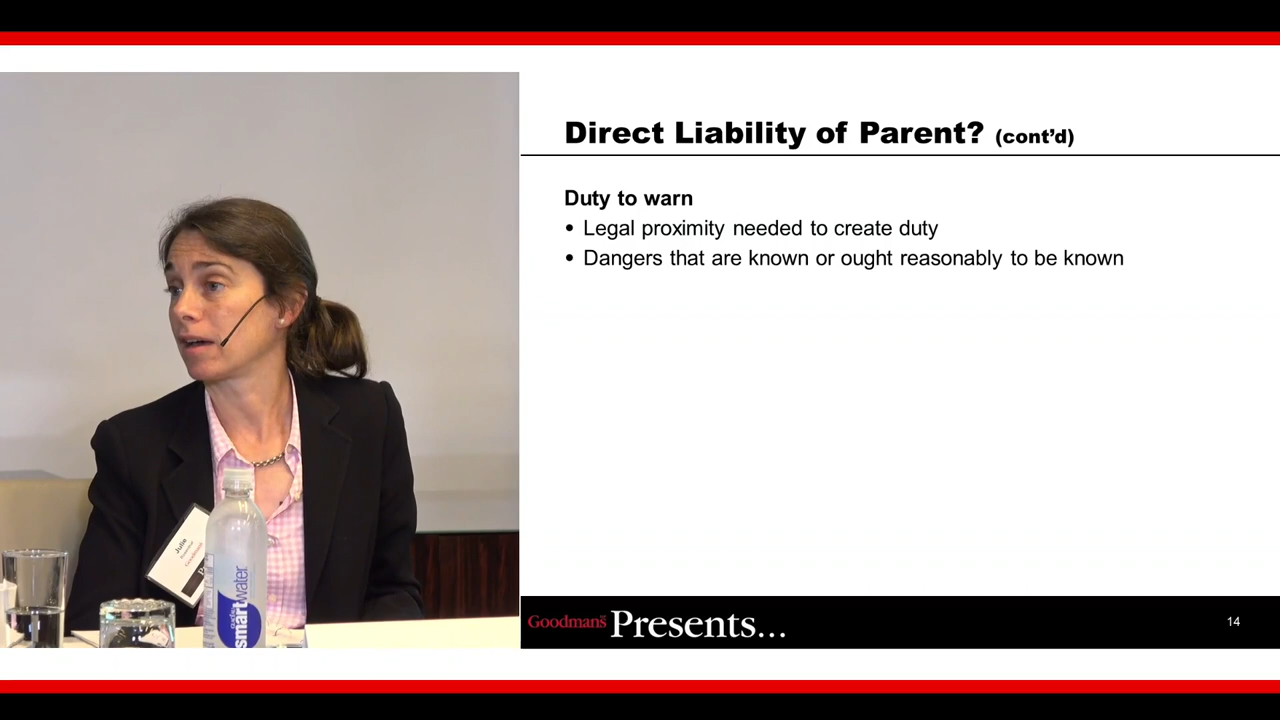 Direct Liability of Parent? (cont’d)
Duty to warn
• Legal proximity needed to create duty
• Dangers that are known or ought reasonably to be known
Julie
smartwater
Goodmans Presents...
14